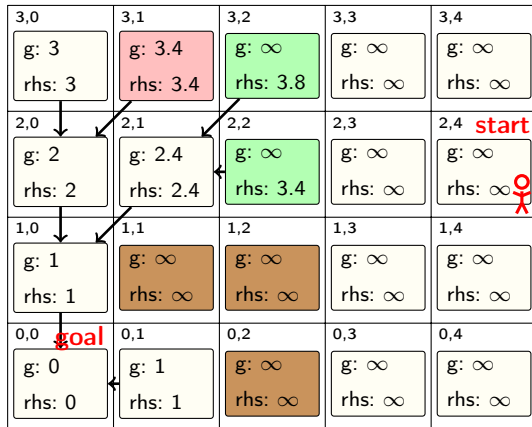 3,0 3,1 3,2 3,3 3,4
g: 3 g: 3.4 g: ∞ g: ∞ g: ∞
rhs: 3 rhs: 3.4 rhs: 3.8 rhs: ∞ rhs: ∞
2,0 2,1 2,2 2,3 2,4 start
g: 2 g: 2.4 g: ∞ g: ∞ g: ∞
rhs: 2 rhs: 2.4 rhs: 3.4 rhs: ∞ rhs: ∞
1,0 1,1 1,2 1,3 1,4
g: 1 g: ∞ g: ∞ g: ∞ g: ∞
rhs: 1 rhs: ∞ rhs: ∞ rhs: ∞ rhs: ∞
0,0 goal 0,1 0,2 0,3 0,4
g: 0 g: 1 g: ∞ g: ∞ g: ∞
rhs: 0 rhs: 1 rhs: ∞ rhs: ∞ rhs: ∞